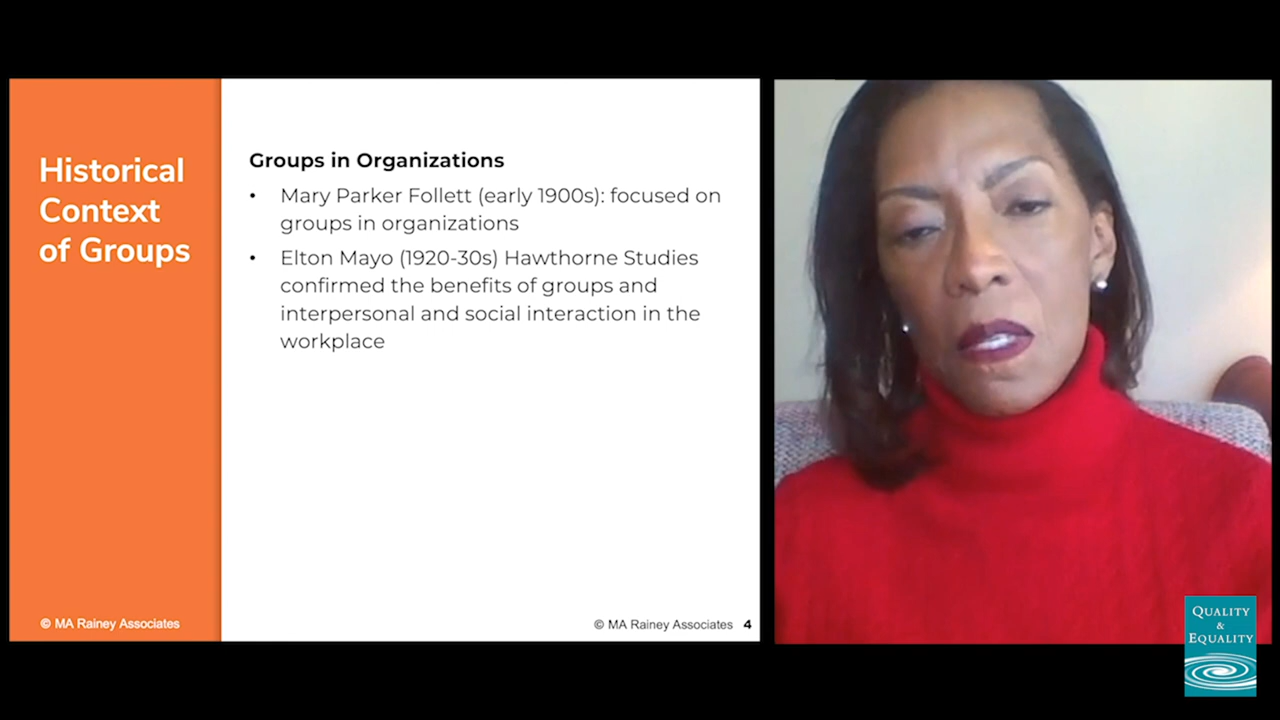 Historical
Context
of Groups
Groups in Organizations
• Mary Parker Follett (early 1900s): focused on
groups in organizations
• Elton Mayo (1920-30s) Hawthorne Studies
confirmed the benefits of groups and
interpersonal and social interaction in the
workplace
© MA Rainey Associates
© MA Rainey Associates 4
QUALITY
&
EQUALITY